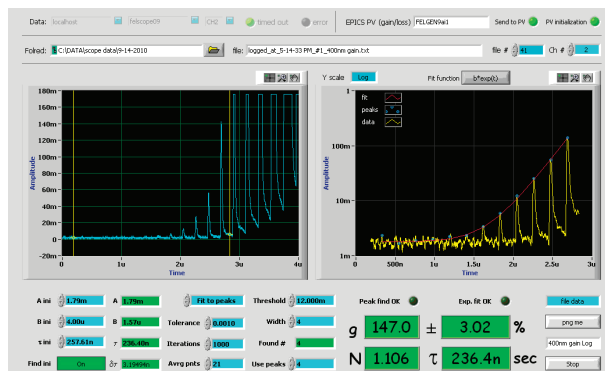 Data: localhost felscope09 CH2 timed out error EPICS PV (gain/loss) FELGEN9ai1 Send to PV PV initialization
Folred: C:\DATA\scope data\9-14-2010 file: logged_at_5-14-33 PM_#1_400nm gain.txt file # 41 Ch # 2
Y scale Log Fit function b*exp(t)
180m
160m
140m
120m
100m
80m
60m
40m
20m
0
-20m
Amplitude
0 1u 2u 3u 4u
Time
fit
peaks
data
1
100m
10m
1m
Amplitude
0 500n 1u 1.5u 2u 2.5u 3u
Time
A ini 1.79m A 1.79m Fit to peaks Threshold 12.000m Peak find OK Exp. fit OK file data
B ini 4.00u B 1.57u Tolerance 0.0010 Width 4 g 147.0 ± 3.02 % png me
τ ini 257.61n τ 236.40n Iterations 1000 Found # 4 400nm gain Log
Find ini On δτ 3.19494n Avrg pnts 21 Use peaks 4 N 1.106 τ 236.4n sec Stop